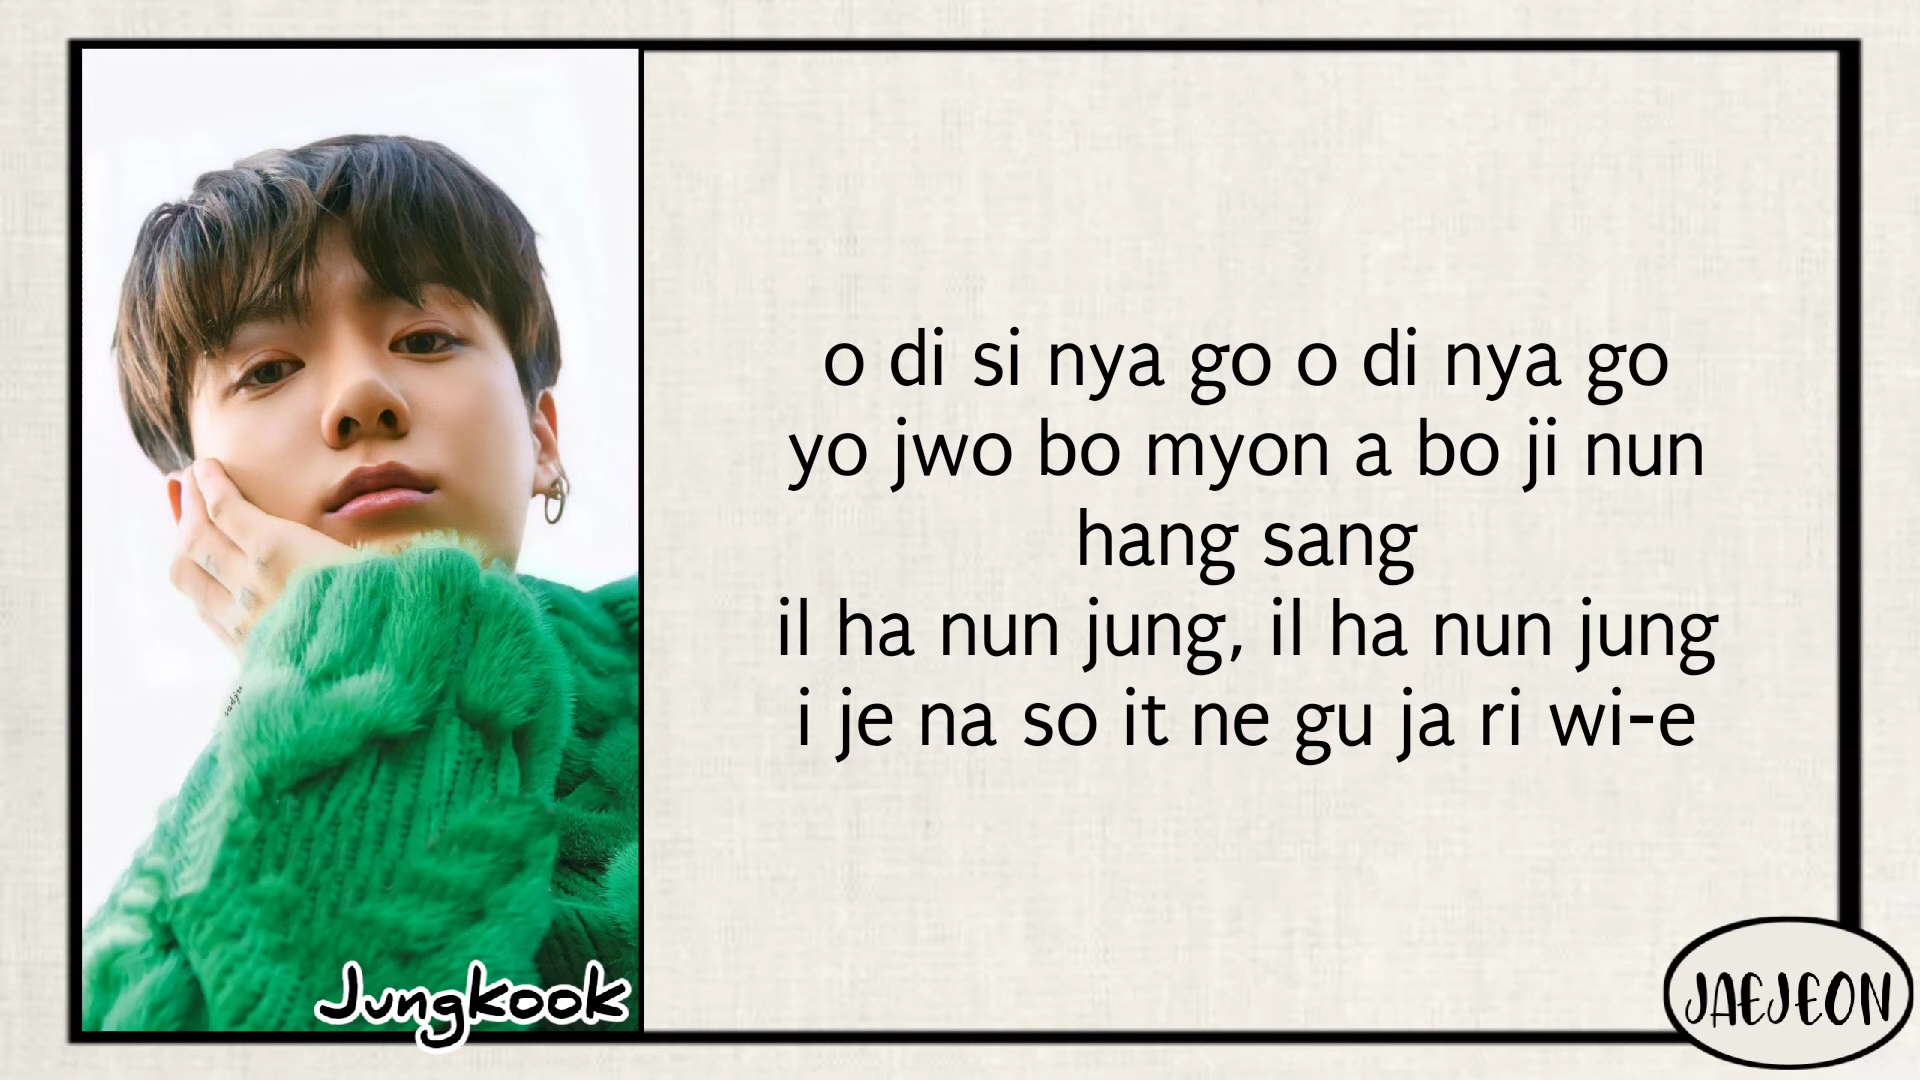 o di si nya go o di nya go
yo jwo bo myon a bo ji nun
hang sang
il ha nun jung, il ha nun jung
i je na so it ne gu ja ri wi-e
Jungkook
JAEJEON